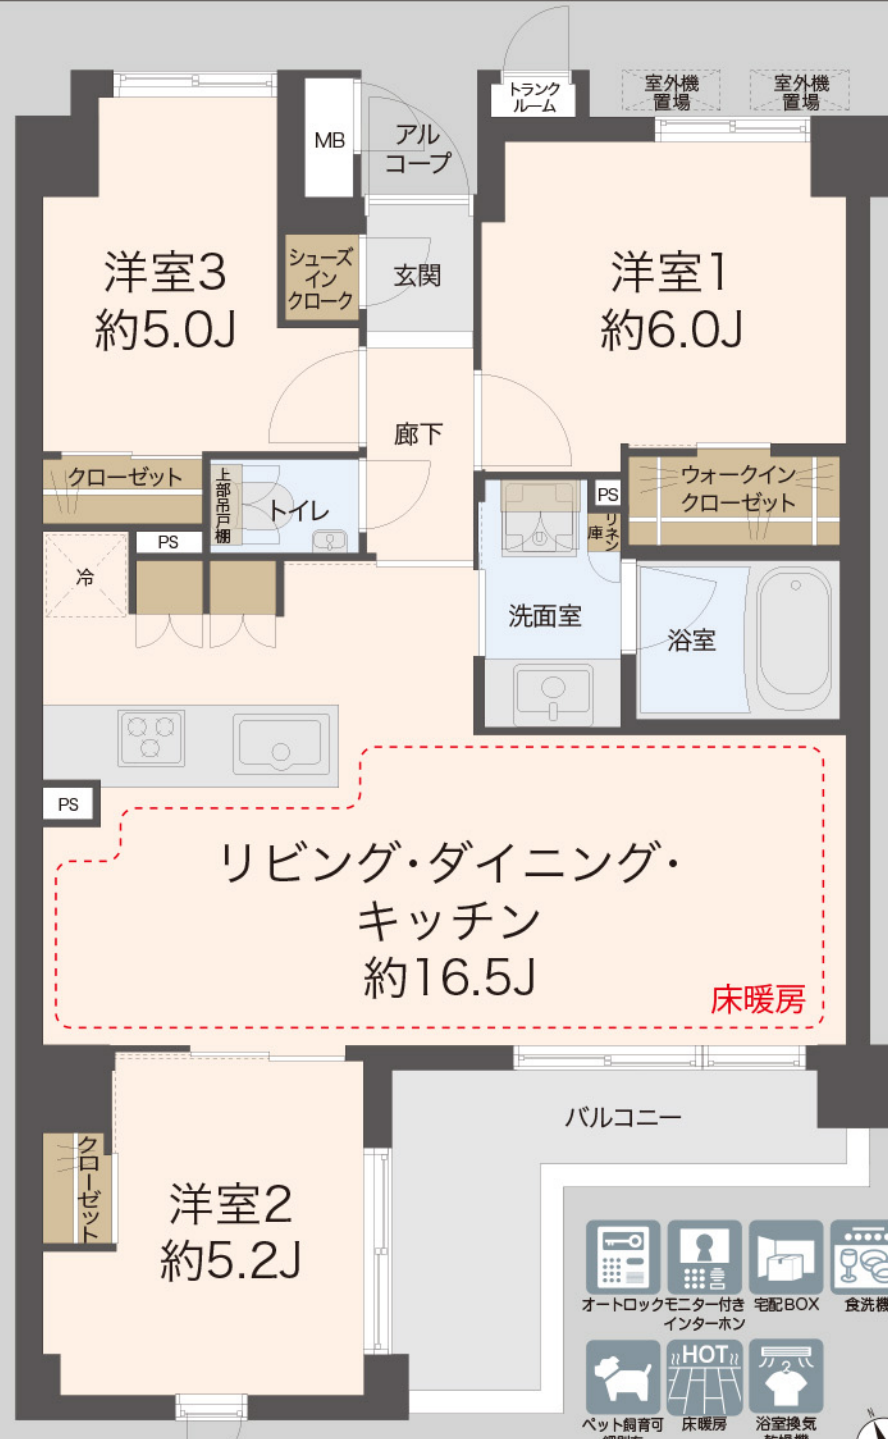 トランク
ルーム
室外機
置場
室外機
置場
MB
アル
コープ
洋室3
約5.0J
シューズ
イン
クローク
玄関
洋室1
約6.0J
廊下
クローゼット
上部吊戸棚
トイレ
PS
リネン
庫
ウォークイン
クローゼット
PS
冷
洗面室
浴室
PS
リビング・ダイニング・
キッチン
約16.5J
床暖房
バルコニー
クローゼット
洋室2
約5.2J
オートロック
モニター付き
インターホン
宅配BOX
食洗機
HOT
ペット飼育可
床暖房
浴室換気
N